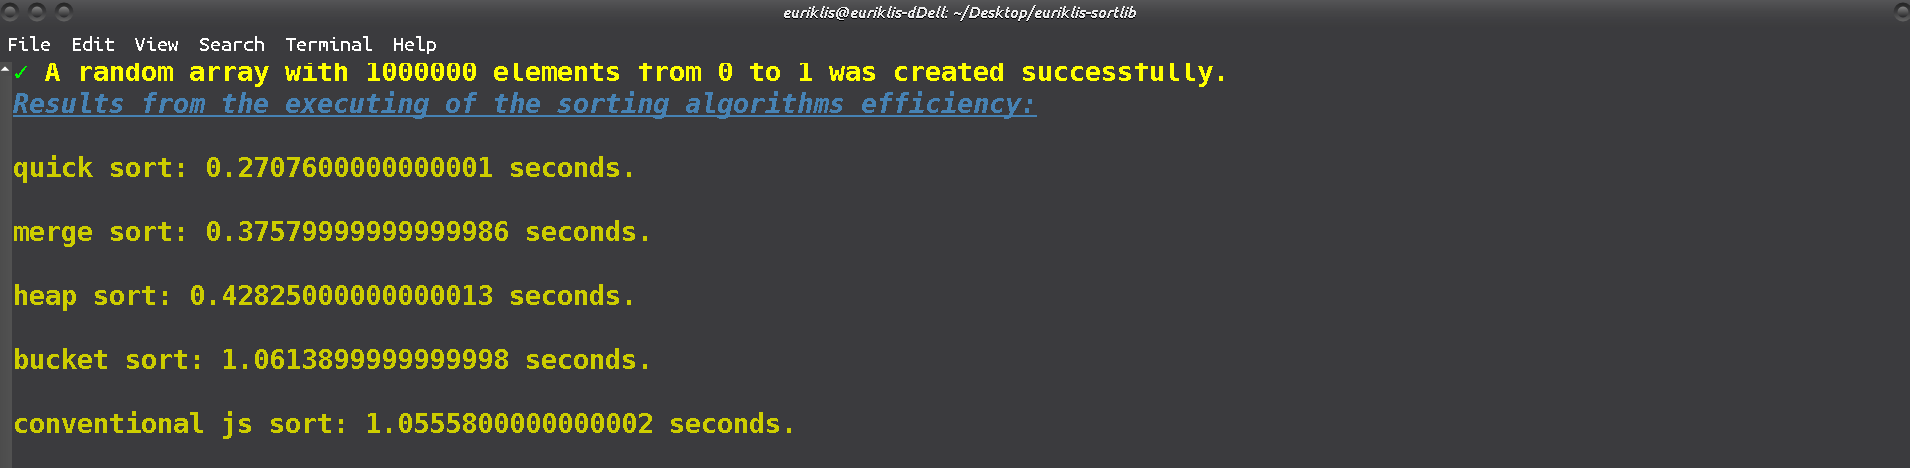 euriklis@euriklis-dDell: ~/Desktop/euriklis-sortlib
File Edit View Search Terminal Help
✓ A random array with 1000000 elements from 0 to 1 was created successfully.
Results from the executing of the sorting algorithms efficiency:
quick sort: 0.2707600000000001 seconds.
merge sort: 0.37579999999999986 seconds.
heap sort: 0.42825000000000013 seconds.
bucket sort: 1.0613899999999998 seconds.
conventional js sort: 1.0555800000000002 seconds.